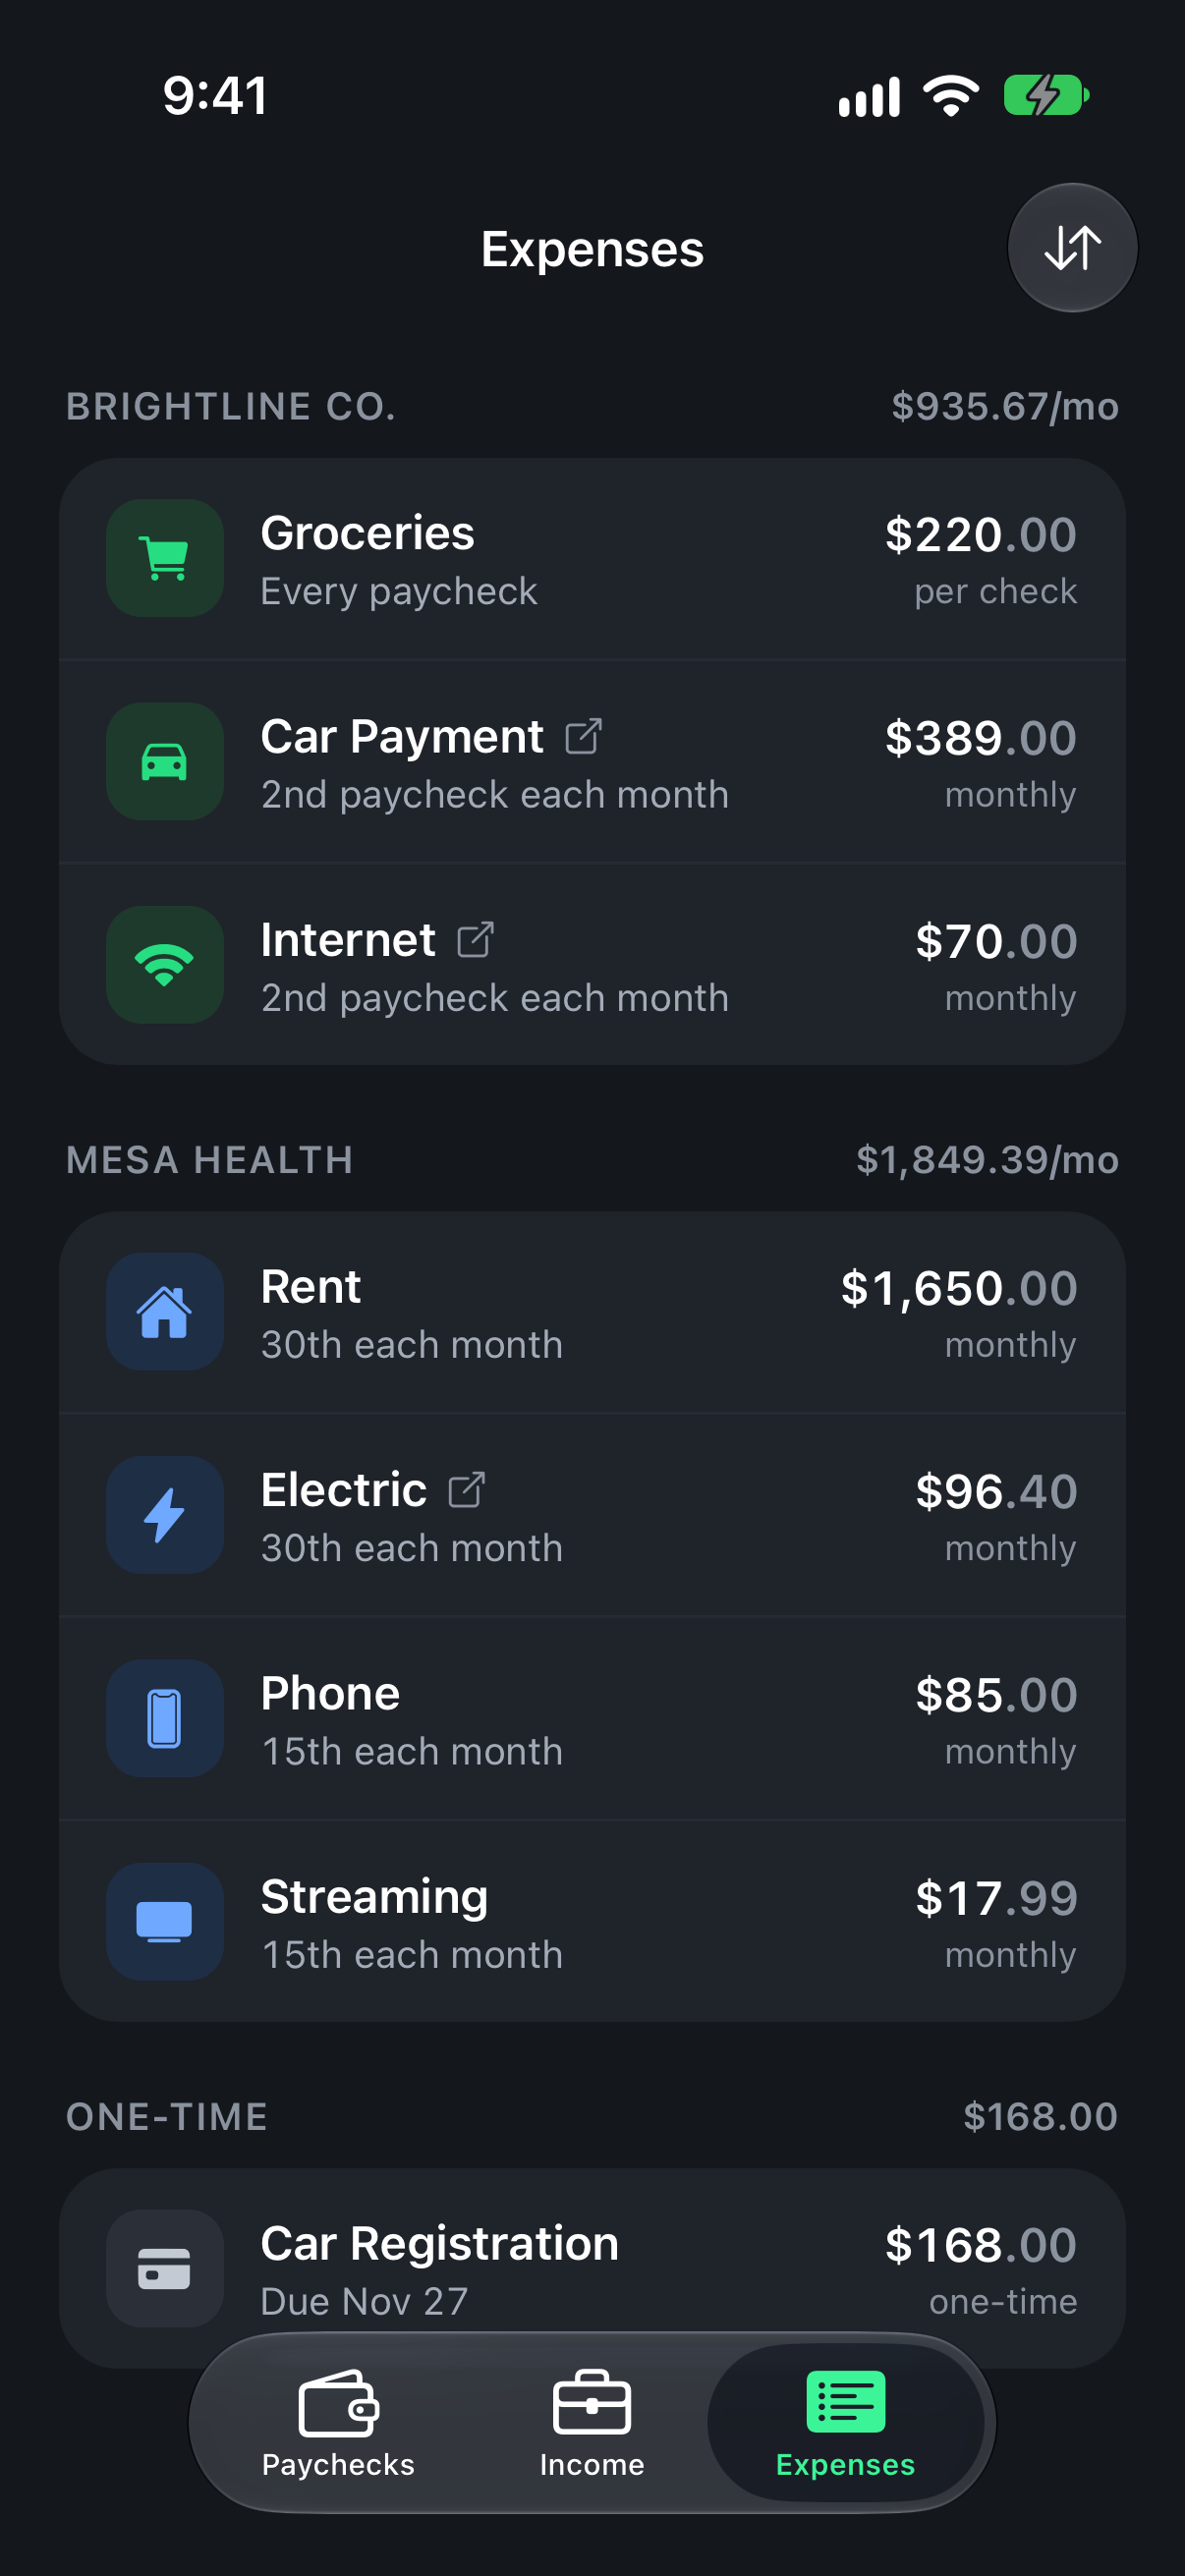 9:41
Expenses
BRIGHTLINE CO. $935.67/mo
Groceries $220.00
Every paycheck per check
Car Payment $389.00
2nd paycheck each month monthly
Internet $70.00
2nd paycheck each month monthly
MESA HEALTH $1,849.39/mo
Rent $1,650.00
30th each month monthly
Electric $96.40
30th each month monthly
Phone $85.00
15th each month monthly
Streaming $17.99
15th each month monthly
ONE-TIME $168.00
Car Registration $168.00
Due Nov 27 one-time
Paychecks Income Expenses